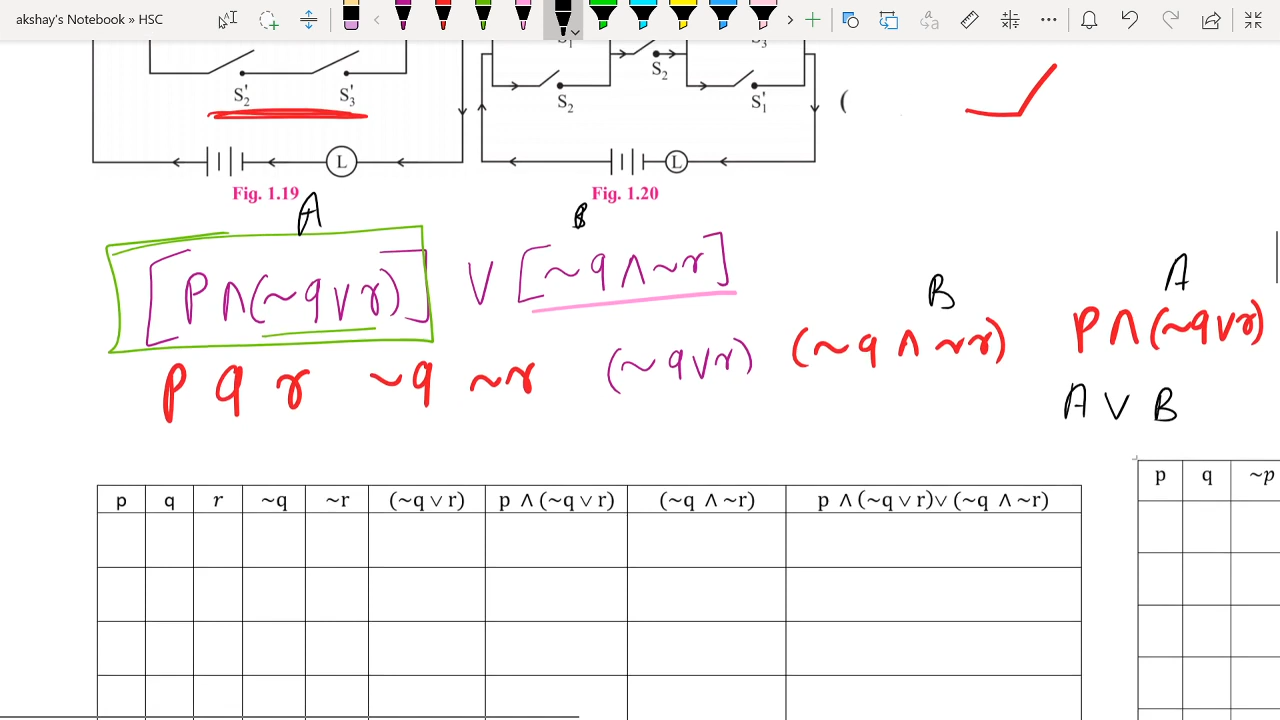 akshay's Notebook » HSC
S₂' S₃' S₂ S₂ S₁' (
L L
Fig. 1.19 Fig. 1.20
A B
[p ∧ (~q ∨ r)] ∨ [~q ∧ ~r]
B A
p q r ~q ~r (~q ∨ r) (~q ∧ ~r) p ∧ (~q ∨ r)
A ∨ B
p q r ~q ~r (~q ∨ r) p ∧ (~q ∨ r) (~q ∧ ~r) p ∧ (~q ∨ r) ∨ (~q ∧ ~r)
p q ~p